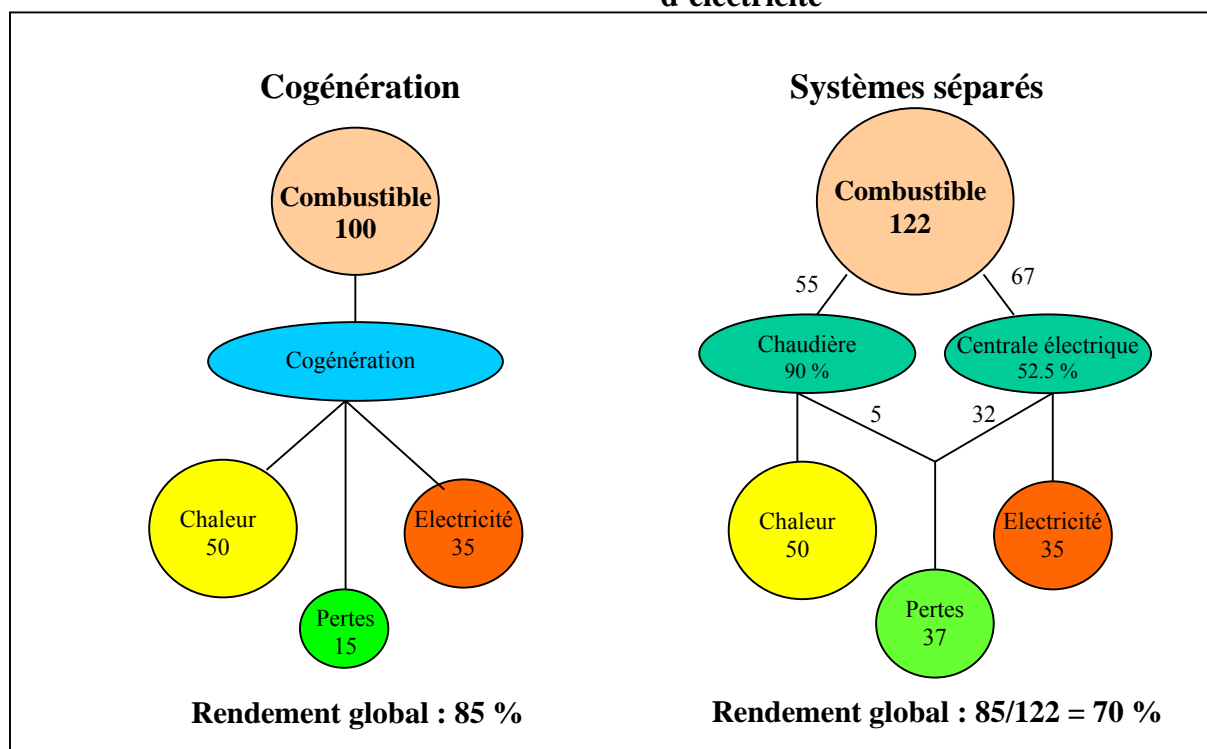 d'électricité
Cogénération
Combustible
100
Cogénération
Chaleur
50
Electricité
35
Pertes
15
Rendement global : 85 %
Systèmes séparés
Combustible
122
55
67
Chaudière
90 %
Centrale électrique
52.5 %
5
32
Chaleur
50
Electricité
35
Pertes
37
Rendement global : 85/122 = 70 %